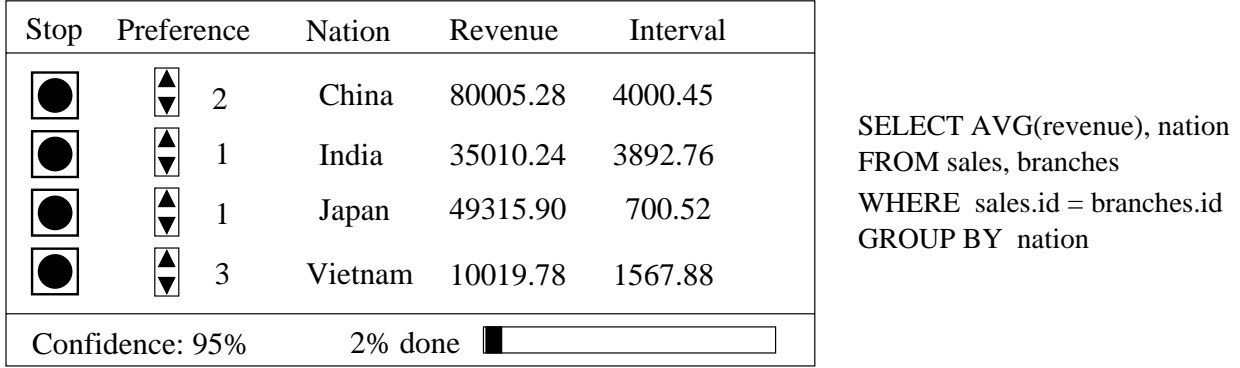 Stop Preference Nation Revenue Interval
2 China 80005.28 4000.45
1 India 35010.24 3892.76
1 Japan 49315.90 700.52
3 Vietnam 10019.78 1567.88
Confidence: 95% 2% done
SELECT AVG(revenue), nation
FROM sales, branches
WHERE sales.id = branches.id
GROUP BY nation